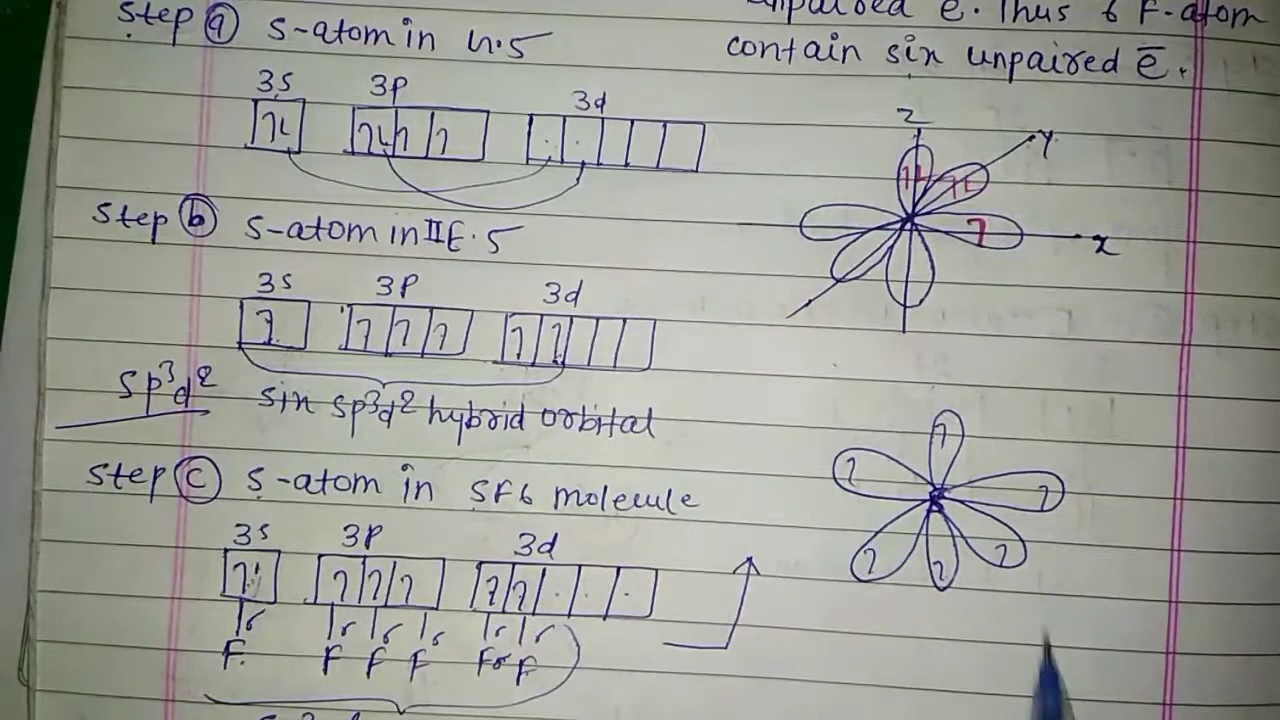 unpaired e. Thus 6 F-atom
contain six unpaired e̅.
Step (a) S-atom in n.s
3s 3p 3d
Z
Y
x
Step (b) S-atom in II E.S
3s 3p 3d
sp³d² six sp³d² hybrid orbital
Step (c) S-atom in SF6 molecule
3s 3p 3d
F F F F F F